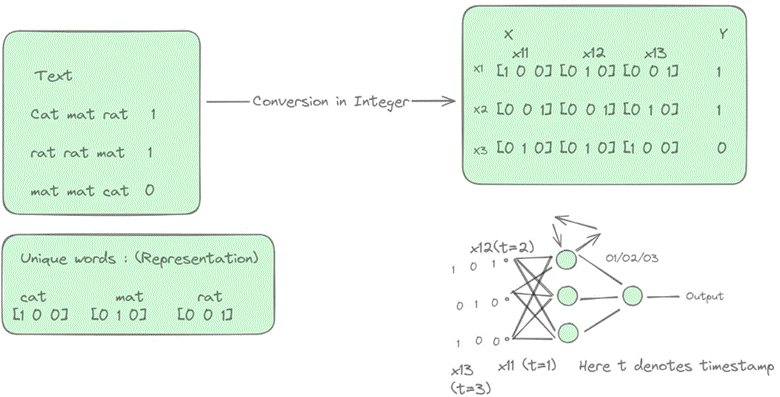 Text
Cat mat rat 1
rat rat mat 1
mat mat cat 0
Conversion in Integer
X Y
x11 x12 x13
x1 [1 0 0] [0 1 0] [0 0 1] 1
x2 [0 0 1] [0 0 1] [0 1 0] 1
x3 [0 1 0] [0 1 0] [1 0 0] 0
Unique words : (Representation)
cat mat rat
[1 0 0] [0 1 0] [0 0 1]
x12(t=2)
1 0 1
0 1 0
1 0 0
01/02/03
Output
x13
(t=3)
x11 (t=1)
Here t denotes timestamp